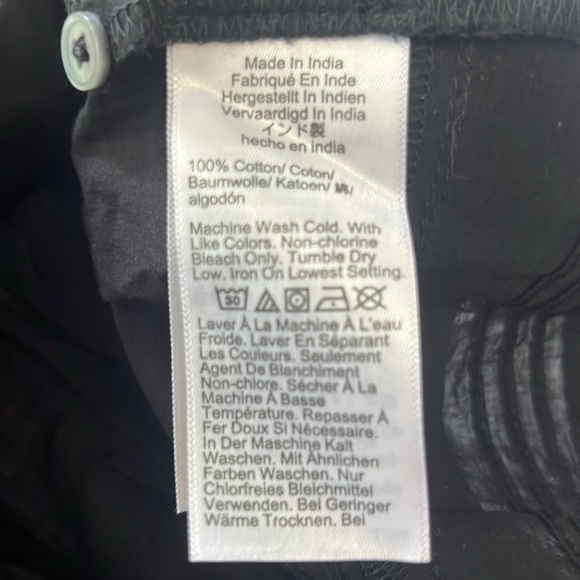 Made In India
Fabriqué En Inde
Hergestellt In Indien
Vervaardigd In India
インド製
hecho en India
100% Cotton/ Coton/
Baumwolle/ Katoen/ 綿/
algodón
Machine Wash Cold. With
Like Colors. Non-chlorine
Bleach Only. Tumble Dry
Low. Iron On Lowest Setting.
30
Laver À La Machine À L'eau
Froide. Laver En Séparant
Les Couleurs. Seulement
Agent De Blanchiment
Non-chlore. Sécher À La
Machine À Basse
Température. Repasser À
Fer Doux Si Nécessaire.
In Der Maschine Kalt
Waschen. Mit Ähnlichen
Farben Waschen. Nur
Chlorfreies Bleichmittel
Verwenden. Bei Geringer
Wärme Trocknen. Bei